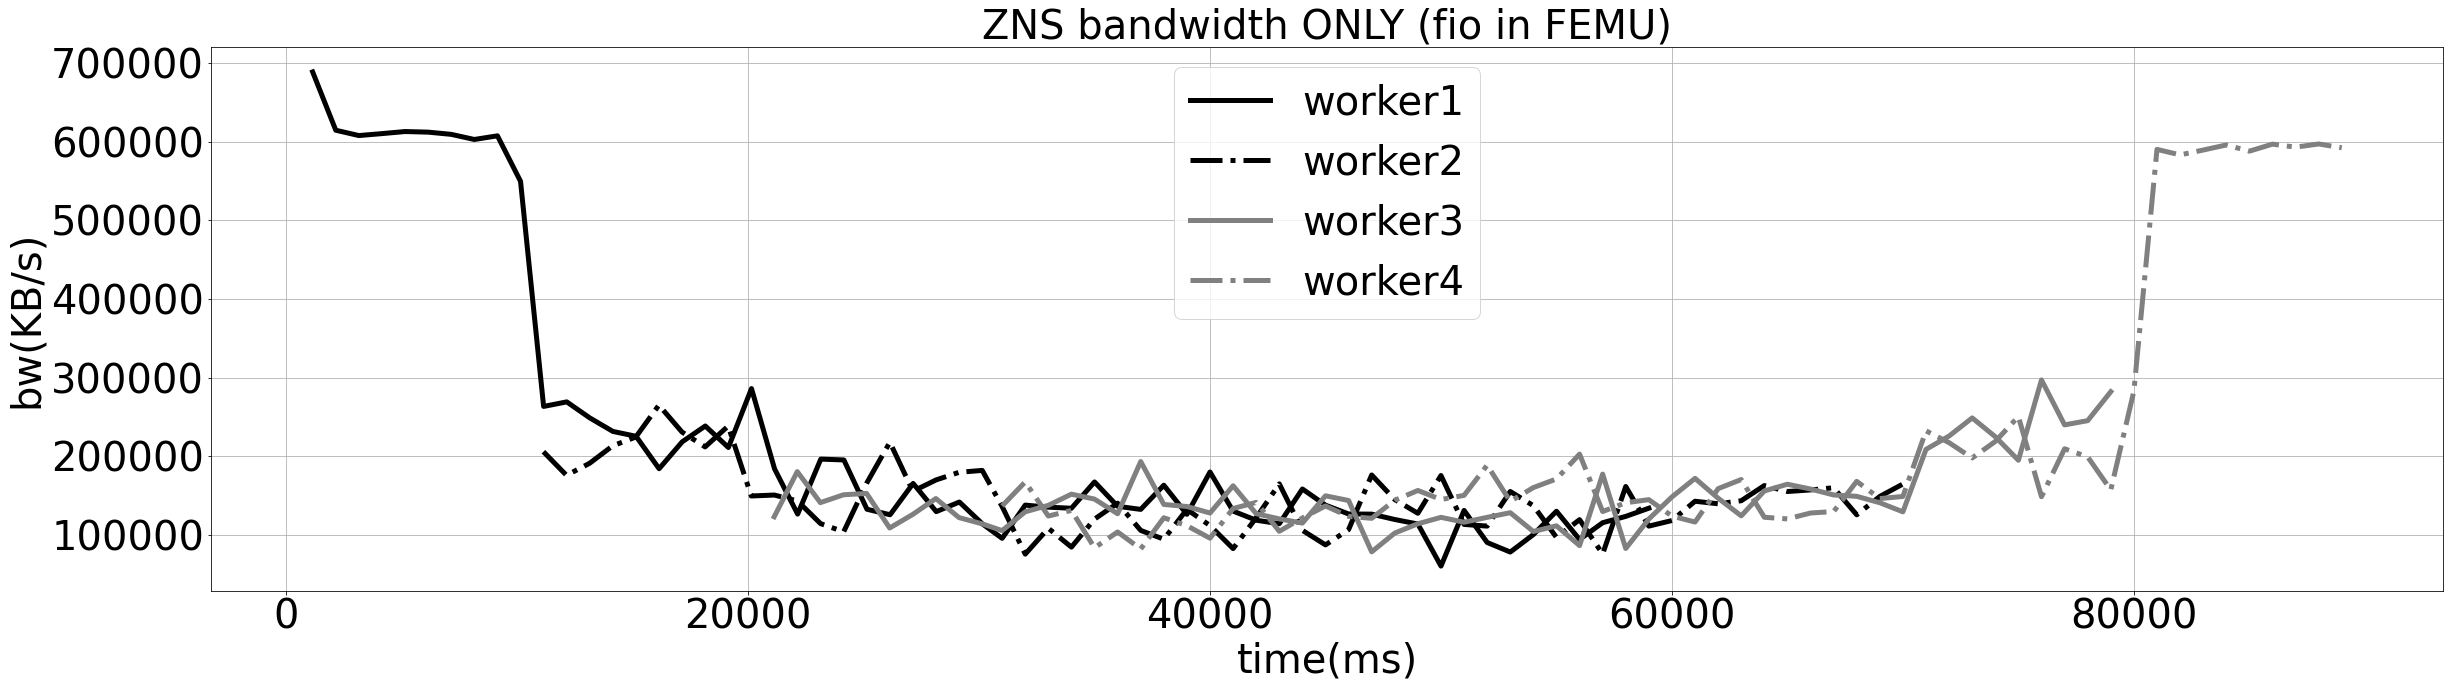 ZNS bandwidth ONLY (fio in FEMU)
700000
600000
500000
400000
300000
200000
100000
bw(KB/s)
worker1
worker2
worker3
worker4
0 20000 40000 60000 80000
time(ms)